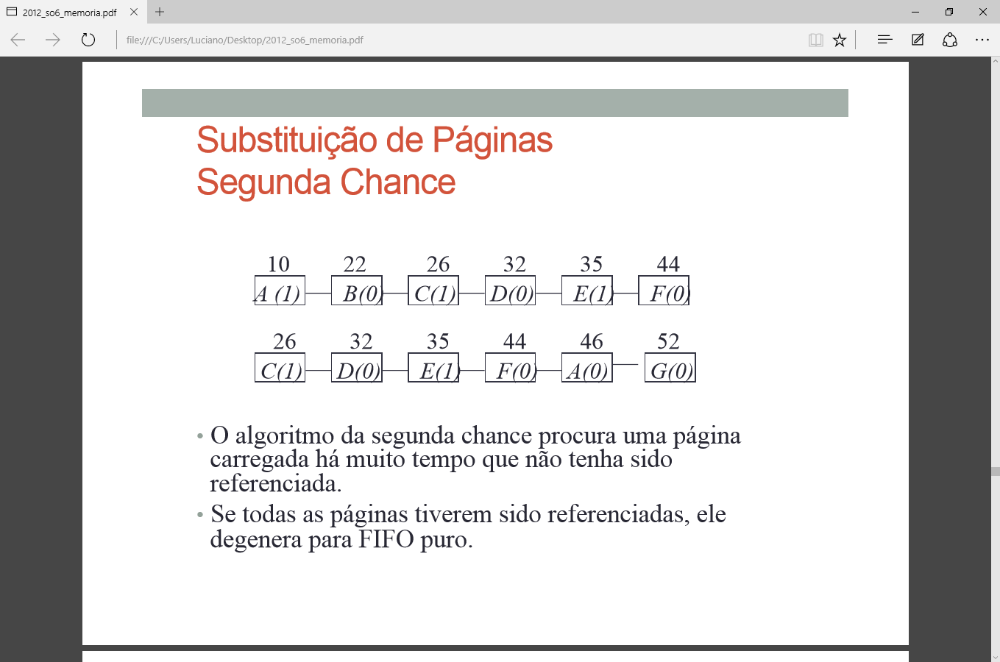 2012_so6_memoria.pdf
file:///C:/Users/Luciano/Desktop/2012_so6_memoria.pdf
Substituição de Páginas
Segunda Chance
10 22 26 32 35 44
A (1) B(0) C(1) D(0) E(1) F(0)
26 32 35 44 46 52
C(1) D(0) E(1) F(0) A(0) G(0)
• O algoritmo da segunda chance procura uma página
carregada há muito tempo que não tenha sido
referenciada.
• Se todas as páginas tiverem sido referenciadas, ele
degenera para FIFO puro.